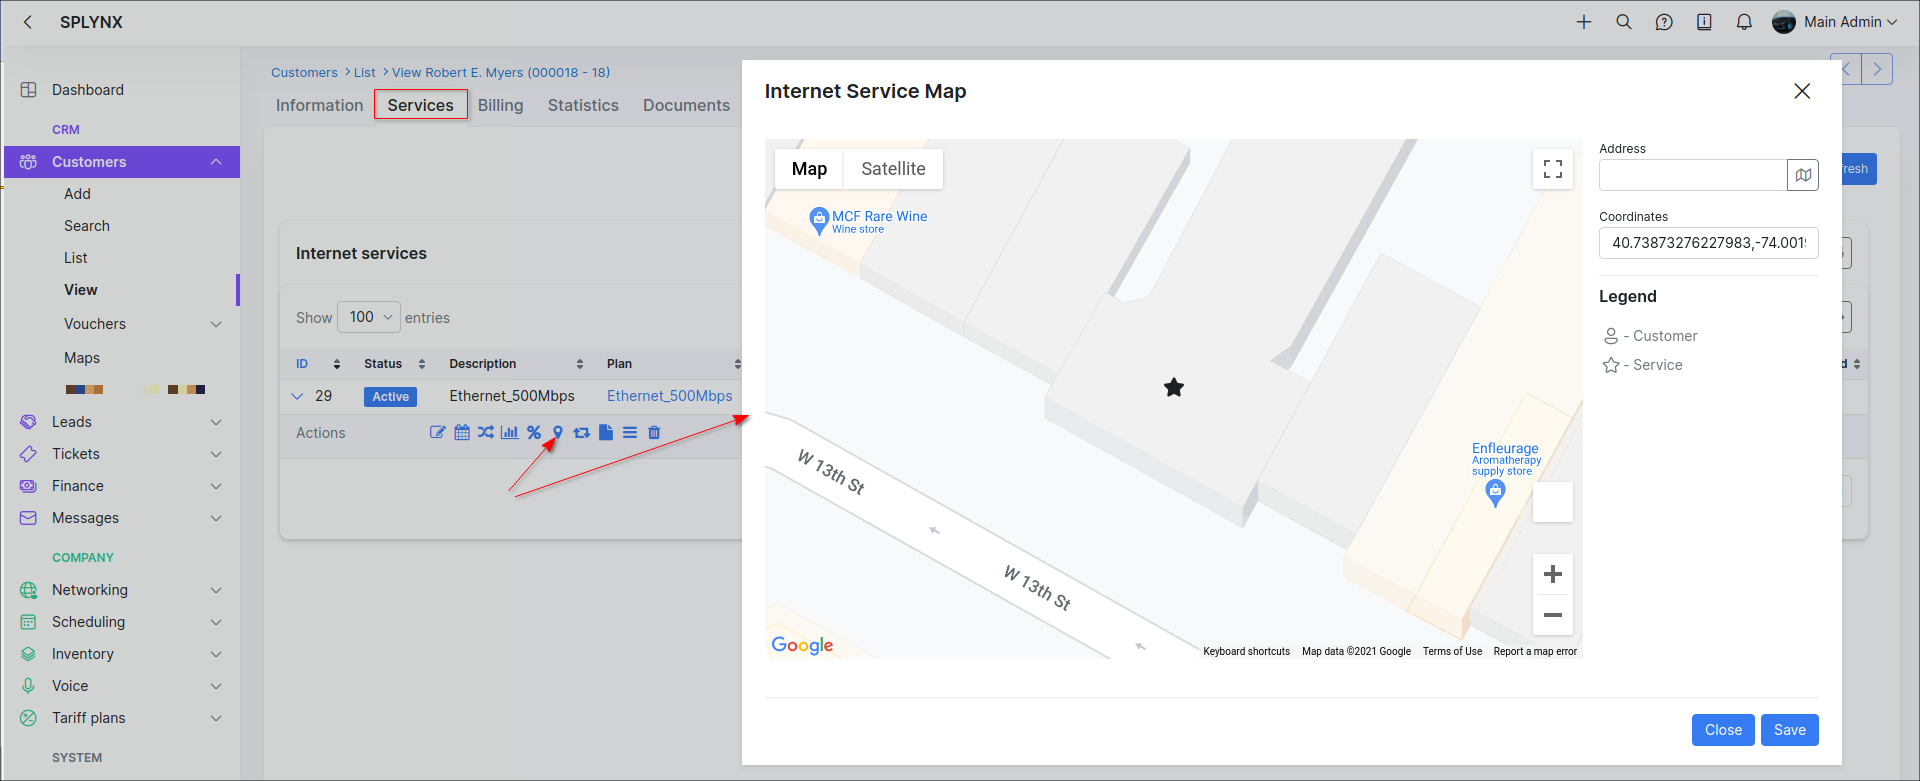 SPLYNX
Main Admin
Dashboard
CRM
Customers
Add
Search
List
View
Vouchers
Maps
Leads
Tickets
Finance
Messages
COMPANY
Networking
Scheduling
Inventory
Voice
Tariff plans
SYSTEM
Customers > List > View Robert E. Myers (000018 - 18)
Information Services Billing Statistics Documents
Internet services
Show 100 entries
ID Status Description Plan
29 Active Ethernet_500Mbps Ethernet_500Mbps
Actions
Internet Service Map
Map Satellite
MCF Rare Wine
Wine store
W 13th St
W 13th St
Enfleurage
Aromatherapy
supply store
Google
Keyboard shortcuts Map data ©2021 Google Terms of Use Report a map error
Address
Coordinates
40.73873276227983,-74.001
Legend
- Customer
- Service
Close Save
resh
d